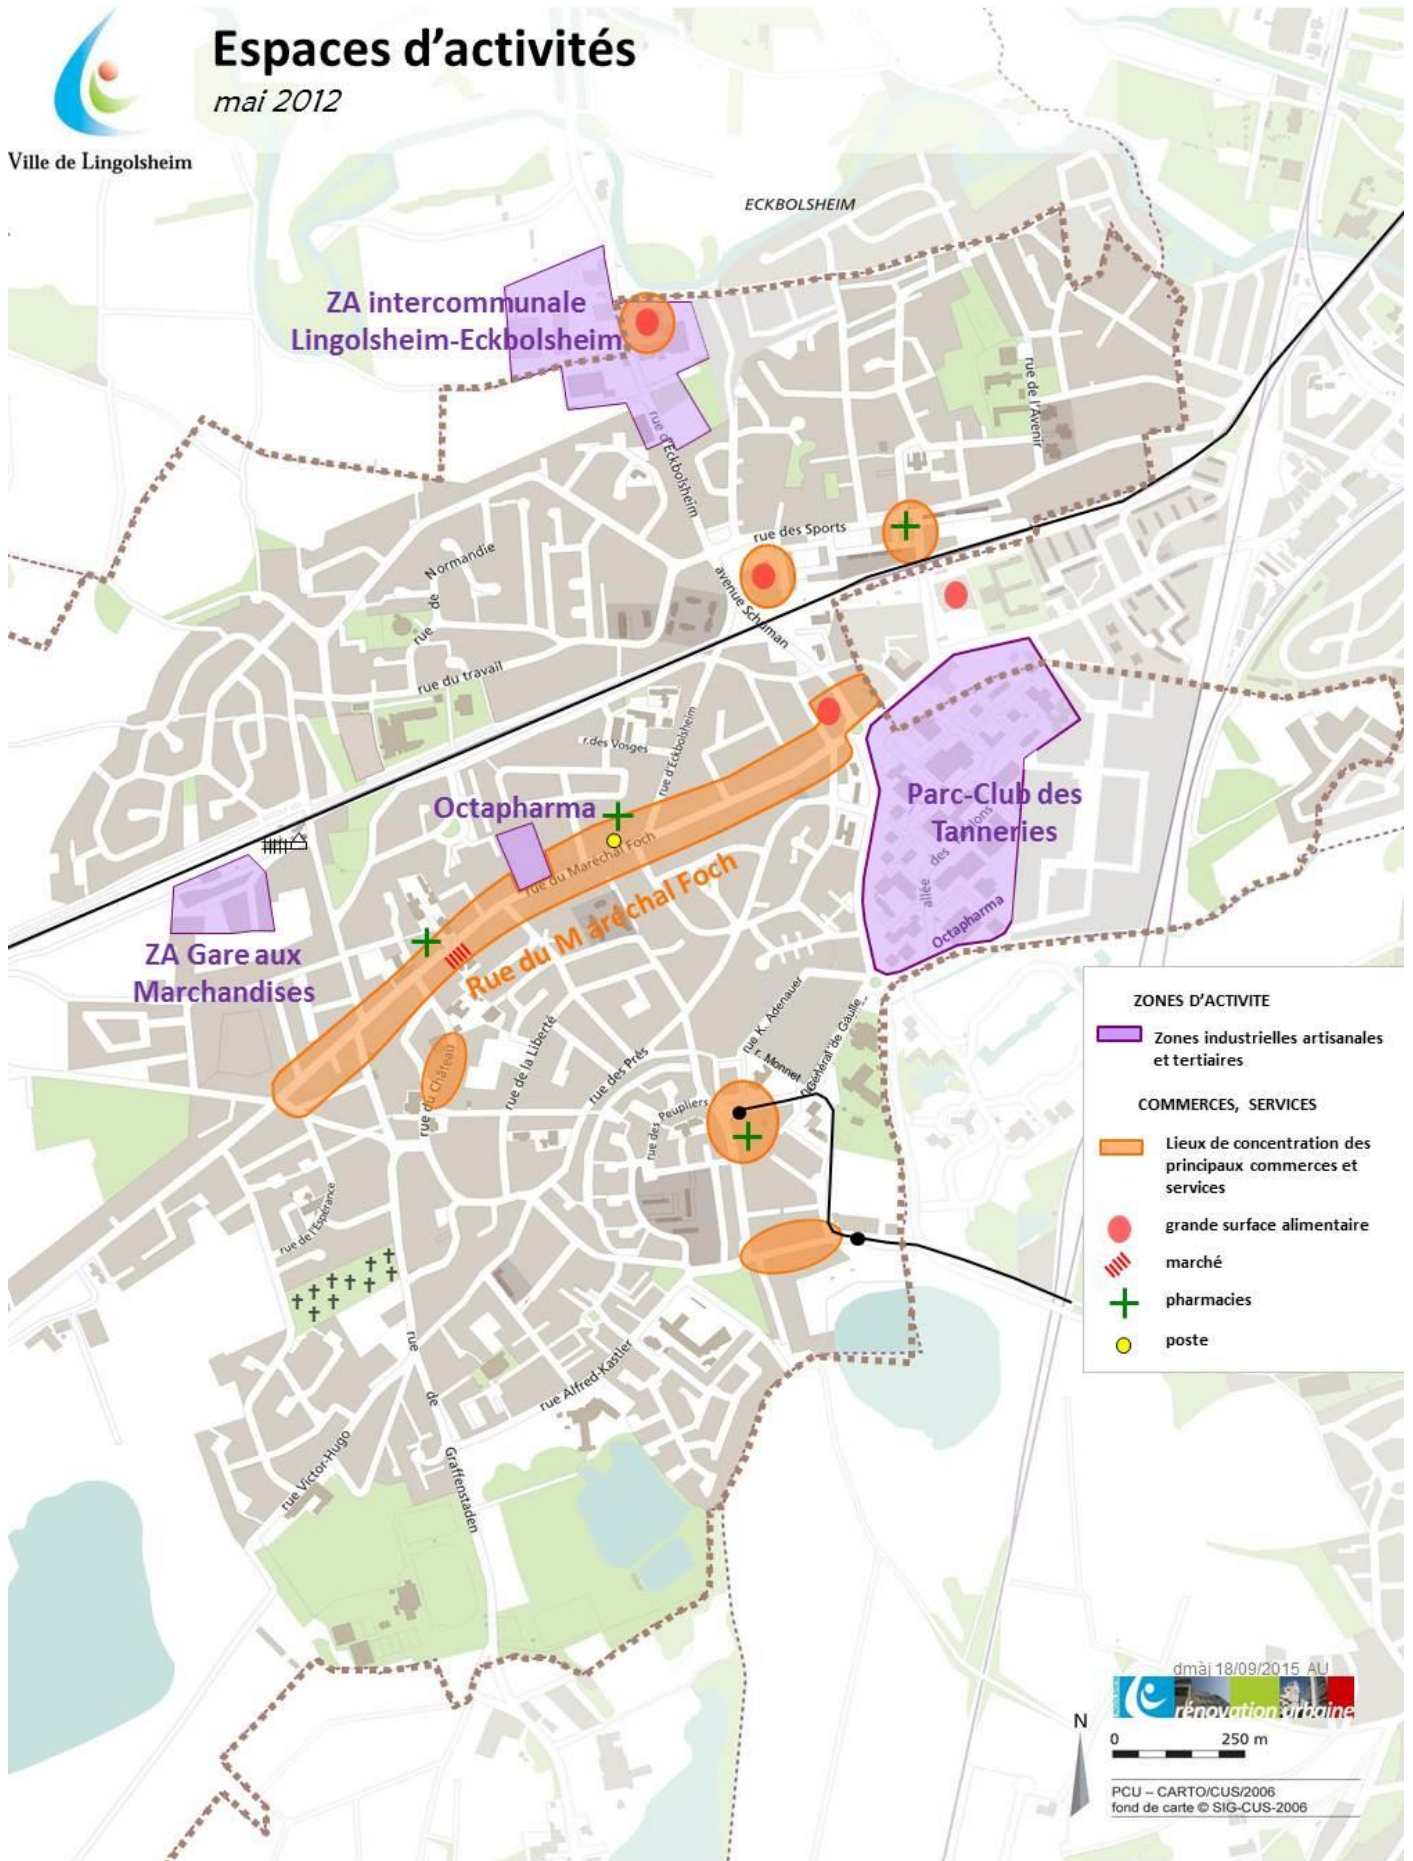 Espaces d'activités
mai 2012
Ville de Lingolsheim
ECKBOLSHEIM
ZA intercommunale
Lingolsheim-Eckbolsheim
rue de l'Avenir
rue d'Eckbolsheim
rue des Sports
rue de Normandie
avenue Schuman
rue du travail
r.des Vosges
rue d'Eckbolsheim
Octapharma
Parc-Club des
Tanneries
rue du Maréchal Foch
allée des
Octapharma
Rue du M aréchal Foch
ZA Gare aux
Marchandises
ZONES D'ACTIVITE
Zones industrielles artisanales
et tertiaires
COMMERCES, SERVICES
Lieux de concentration des
principaux commerces et
services
grande surface alimentaire
marché
pharmacies
poste
rue K. Adenauer
r. Monnet
Général de Gaulle
rue du Château
rue de la Liberté
rue des Prés
rue des Peupliers
rue de l'Espérance
rue de Graffenstaden
rue Alfred-Kastler
rue Victor-Hugo
dmàj 18/09/2015 AU
rénovation urbaine
N
0 250 m
PCU – CARTO/CUS/2006
fond de carte © SIG-CUS-2006